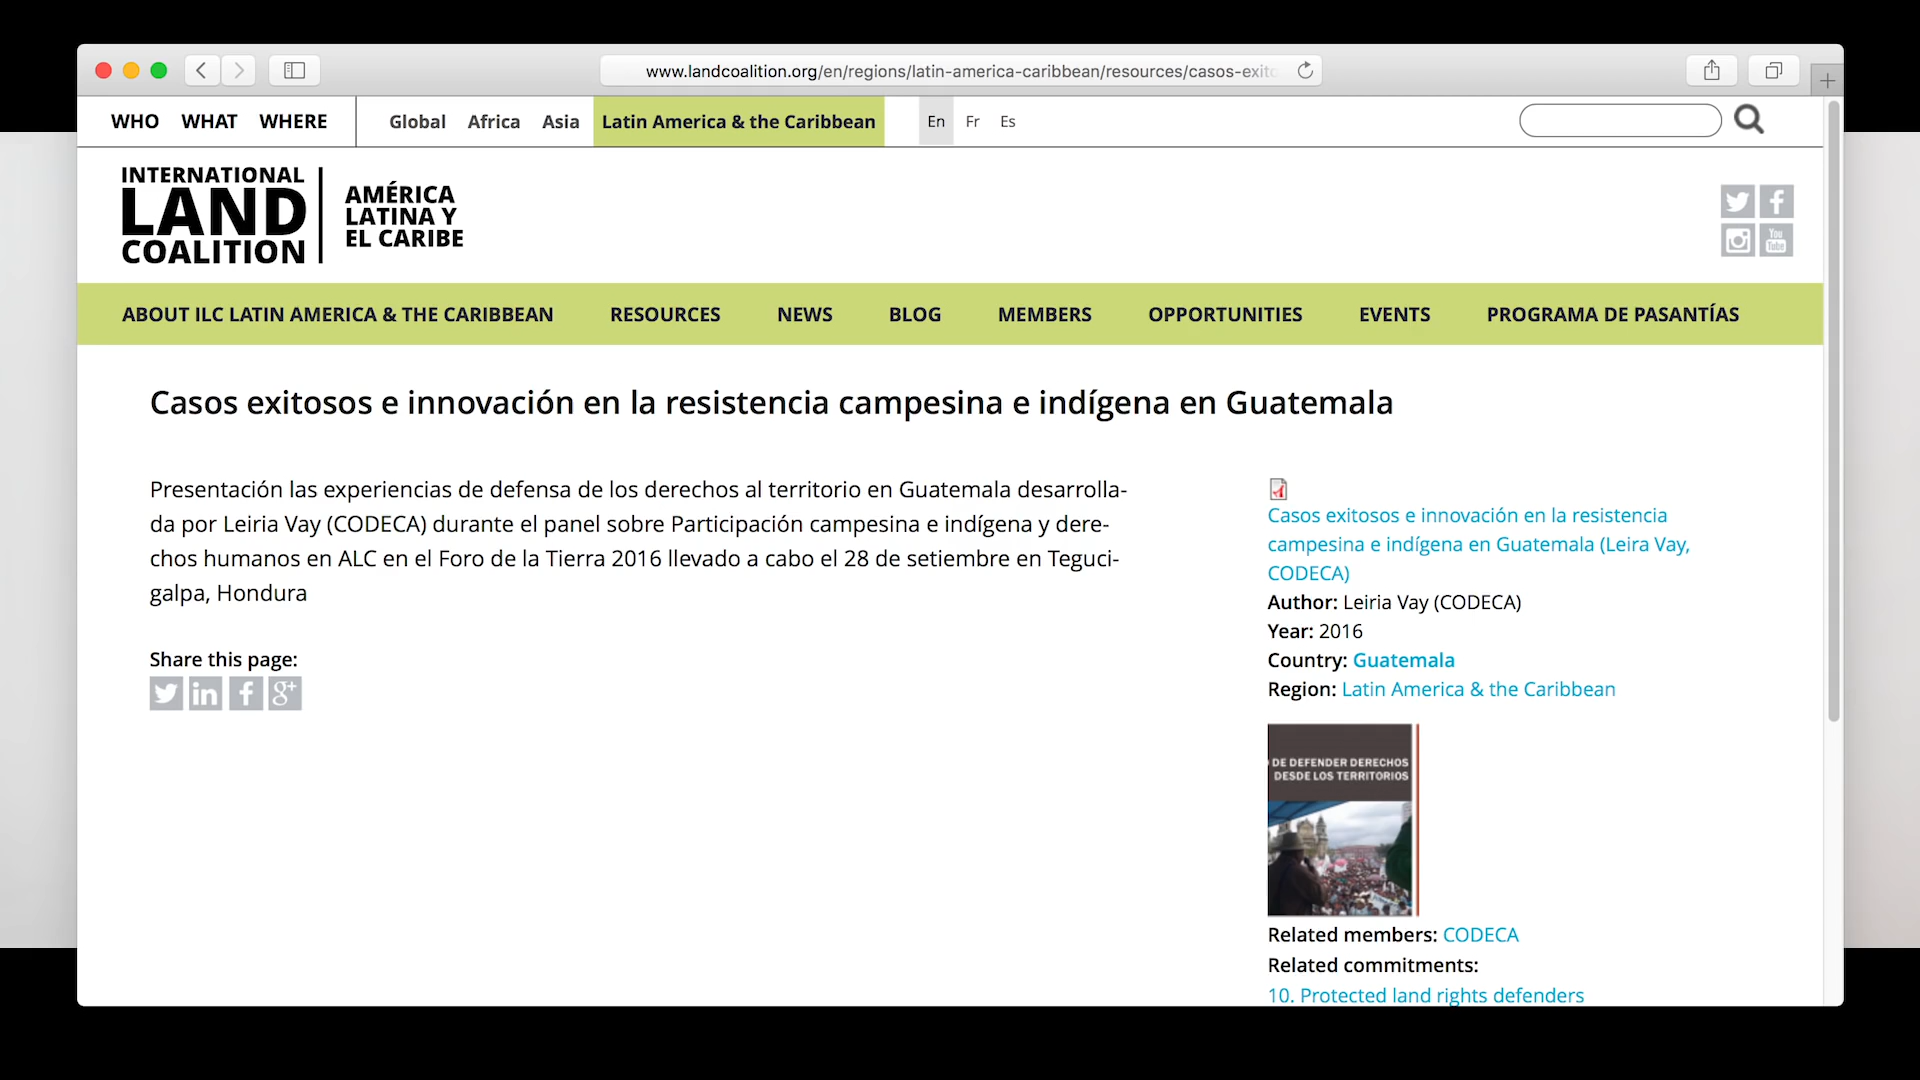 www.landcoalition.org/en/regions/latin-america-caribbean/resources/casos-exito
WHO WHAT WHERE Global Africa Asia Latin America & the Caribbean En Fr Es
INTERNATIONAL
LAND
COALITION
AMÉRICA
LATINA Y
EL CARIBE
You
Tube
ABOUT ILC LATIN AMERICA & THE CARIBBEAN RESOURCES NEWS BLOG MEMBERS OPPORTUNITIES EVENTS PROGRAMA DE PASANTÍAS
Casos exitosos e innovación en la resistencia campesina e indígena en Guatemala
Presentación las experiencias de defensa de los derechos al territorio en Guatemala desarrolla-
da por Leiria Vay (CODECA) durante el panel sobre Participación campesina e indígena y dere-
chos humanos en ALC en el Foro de la Tierra 2016 llevado a cabo el 28 de setiembre en Teguci-
galpa, Hondura
Share this page:
Casos exitosos e innovación en la resistencia
campesina e indígena en Guatemala (Leira Vay,
CODECA)
Author: Leiria Vay (CODECA)
Year: 2016
Country: Guatemala
Region: Latin America & the Caribbean
DE DEFENDER DERECHOS
DESDE LOS TERRITORIOS
Related members: CODECA
Related commitments:
10. Protected land rights defenders